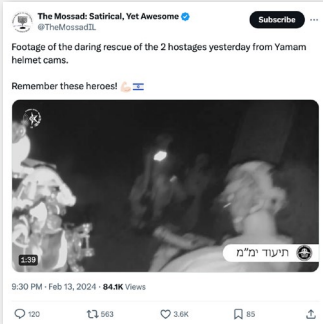 The Mossad: Satirical, Yet Awesome
Subscribe
@TheMossadIL
Footage of the daring rescue of the 2 hostages yesterday from Yamam
helmet cams.
Remember these heroes! 💪🏻 🇮🇱
תיעוד ימ"מ
1:39
9:30 PM · Feb 13, 2024 · 84.1K Views
120 563 3.6K 85